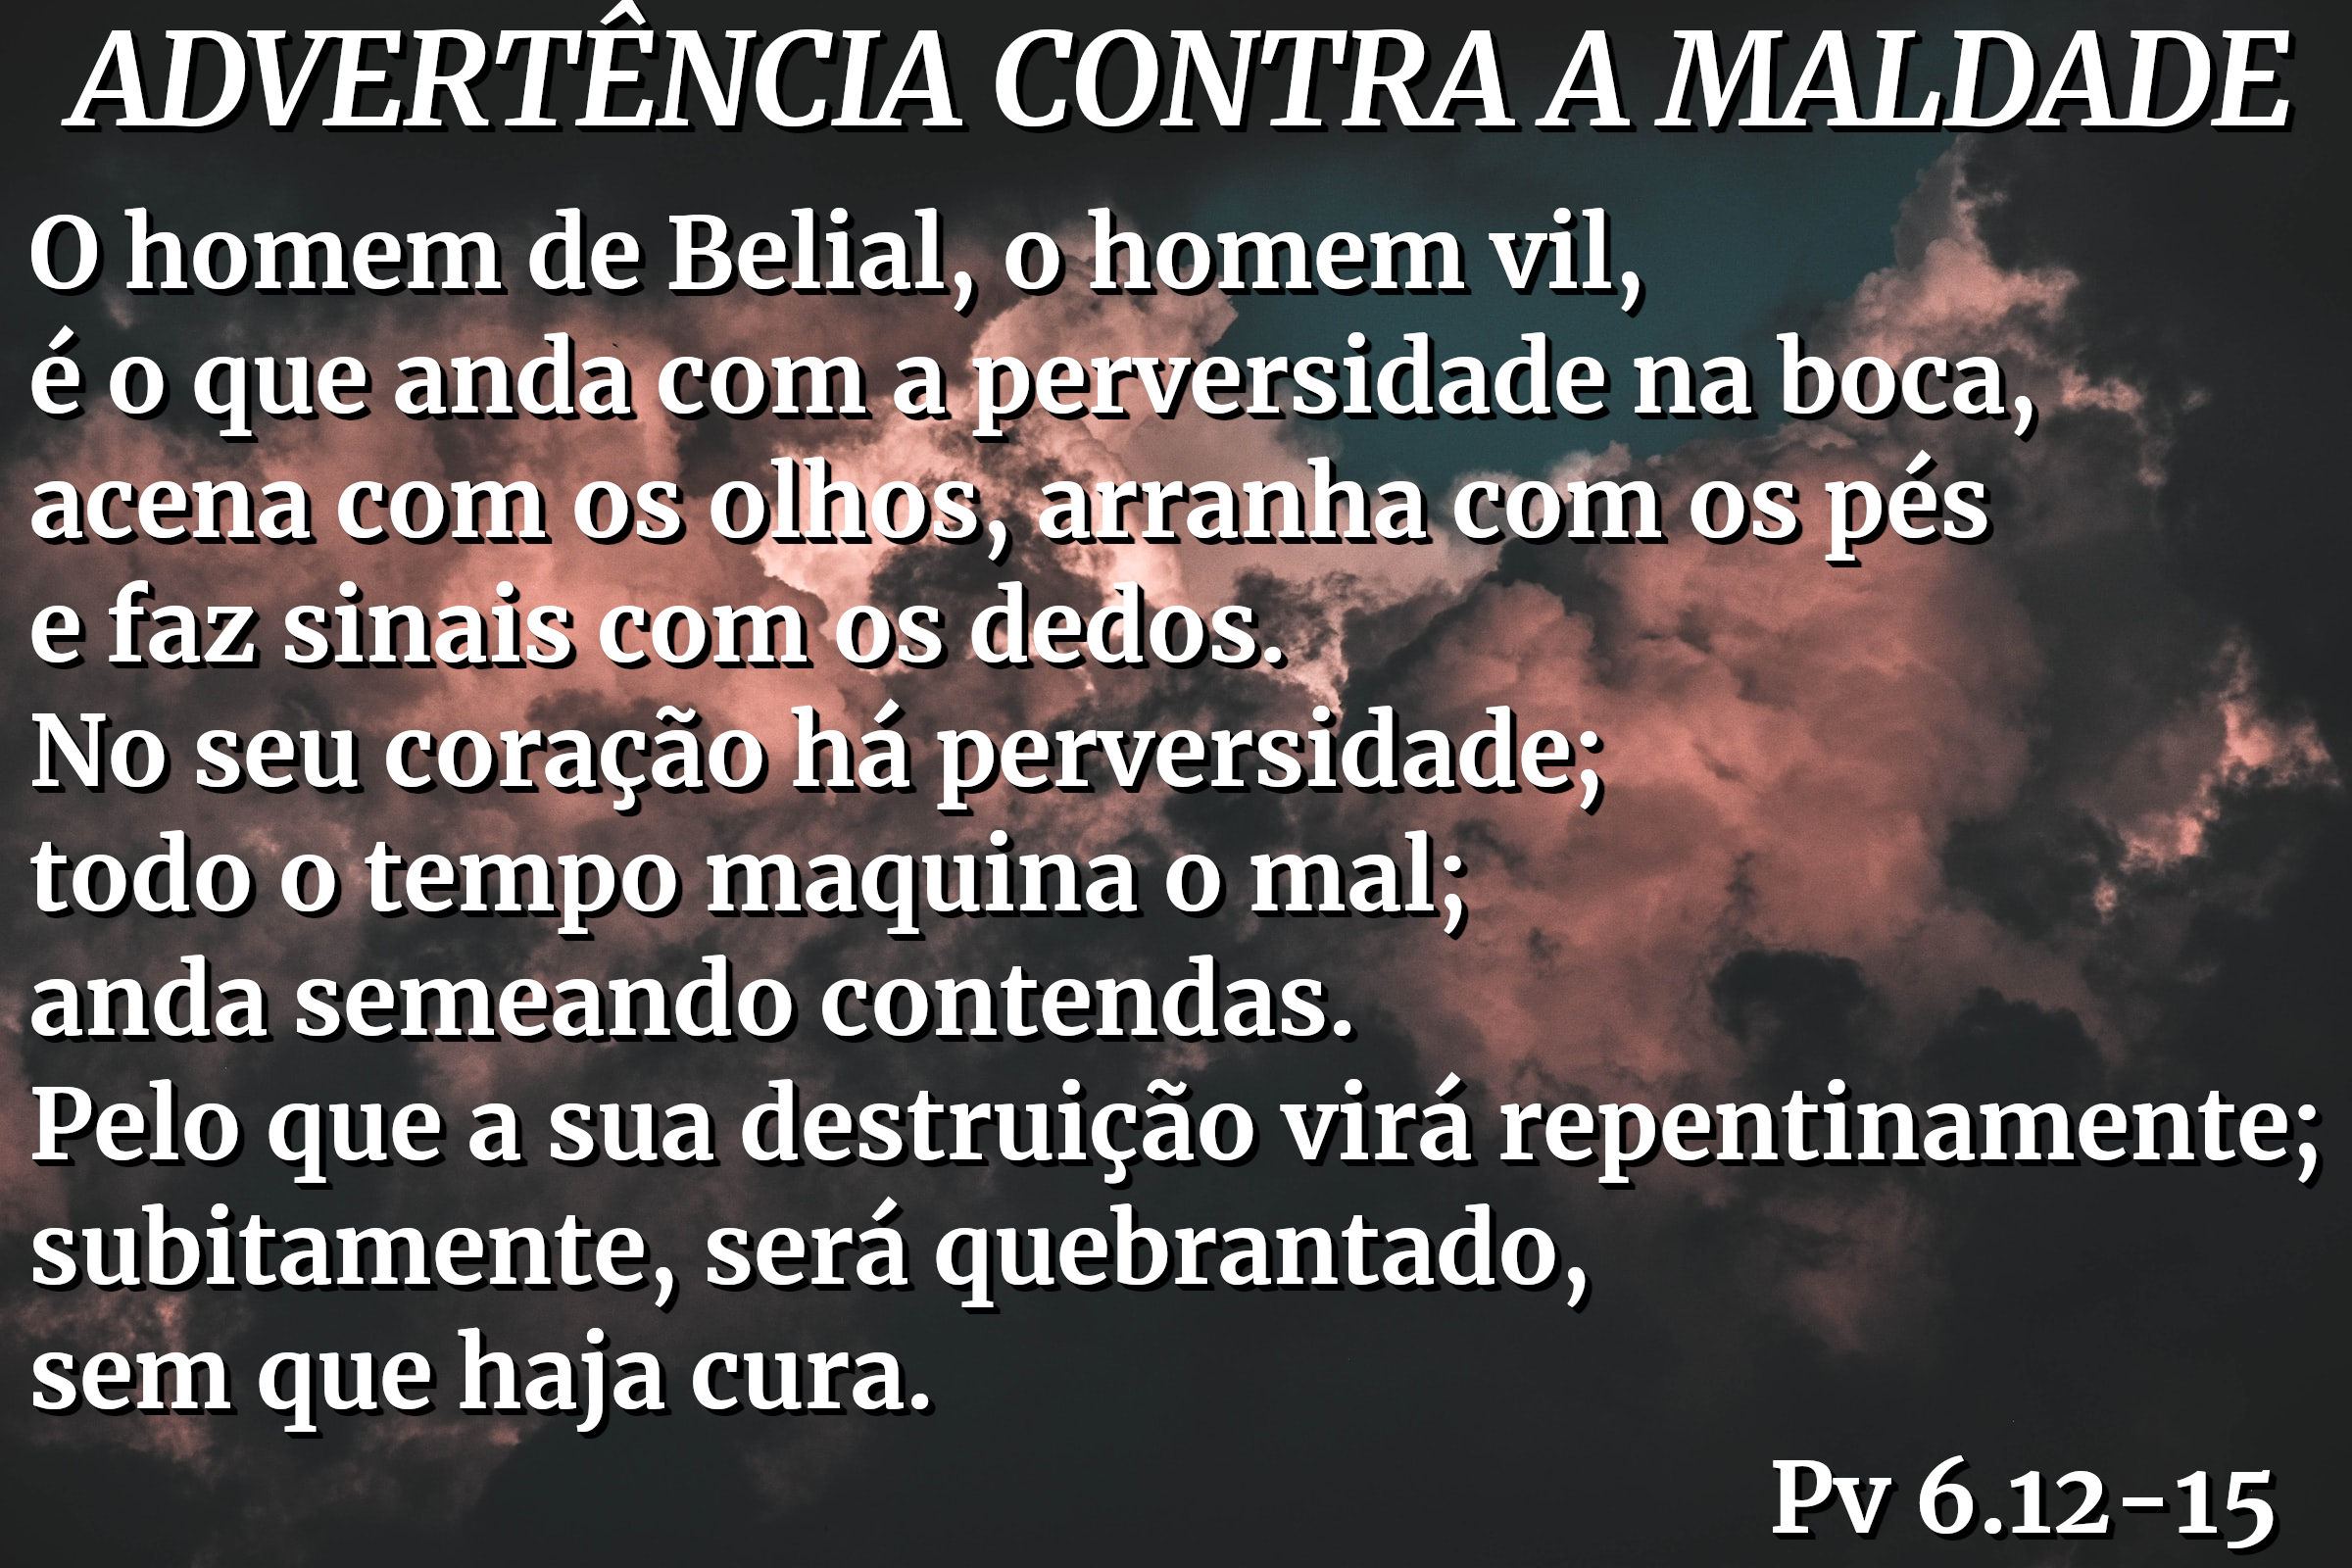 ADVERTÊNCIA CONTRA A MALDADE
O homem de Belial, o homem vil,
é o que anda com a perversidade na boca,
acena com os olhos, arranha com os pés
e faz sinais com os dedos.
No seu coração há perversidade;
todo o tempo maquina o mal;
anda semeando contendas.
Pelo que a sua destruição virá repentinamente;
subitamente, será quebrantado,
sem que haja cura.
Pv 6.12-15